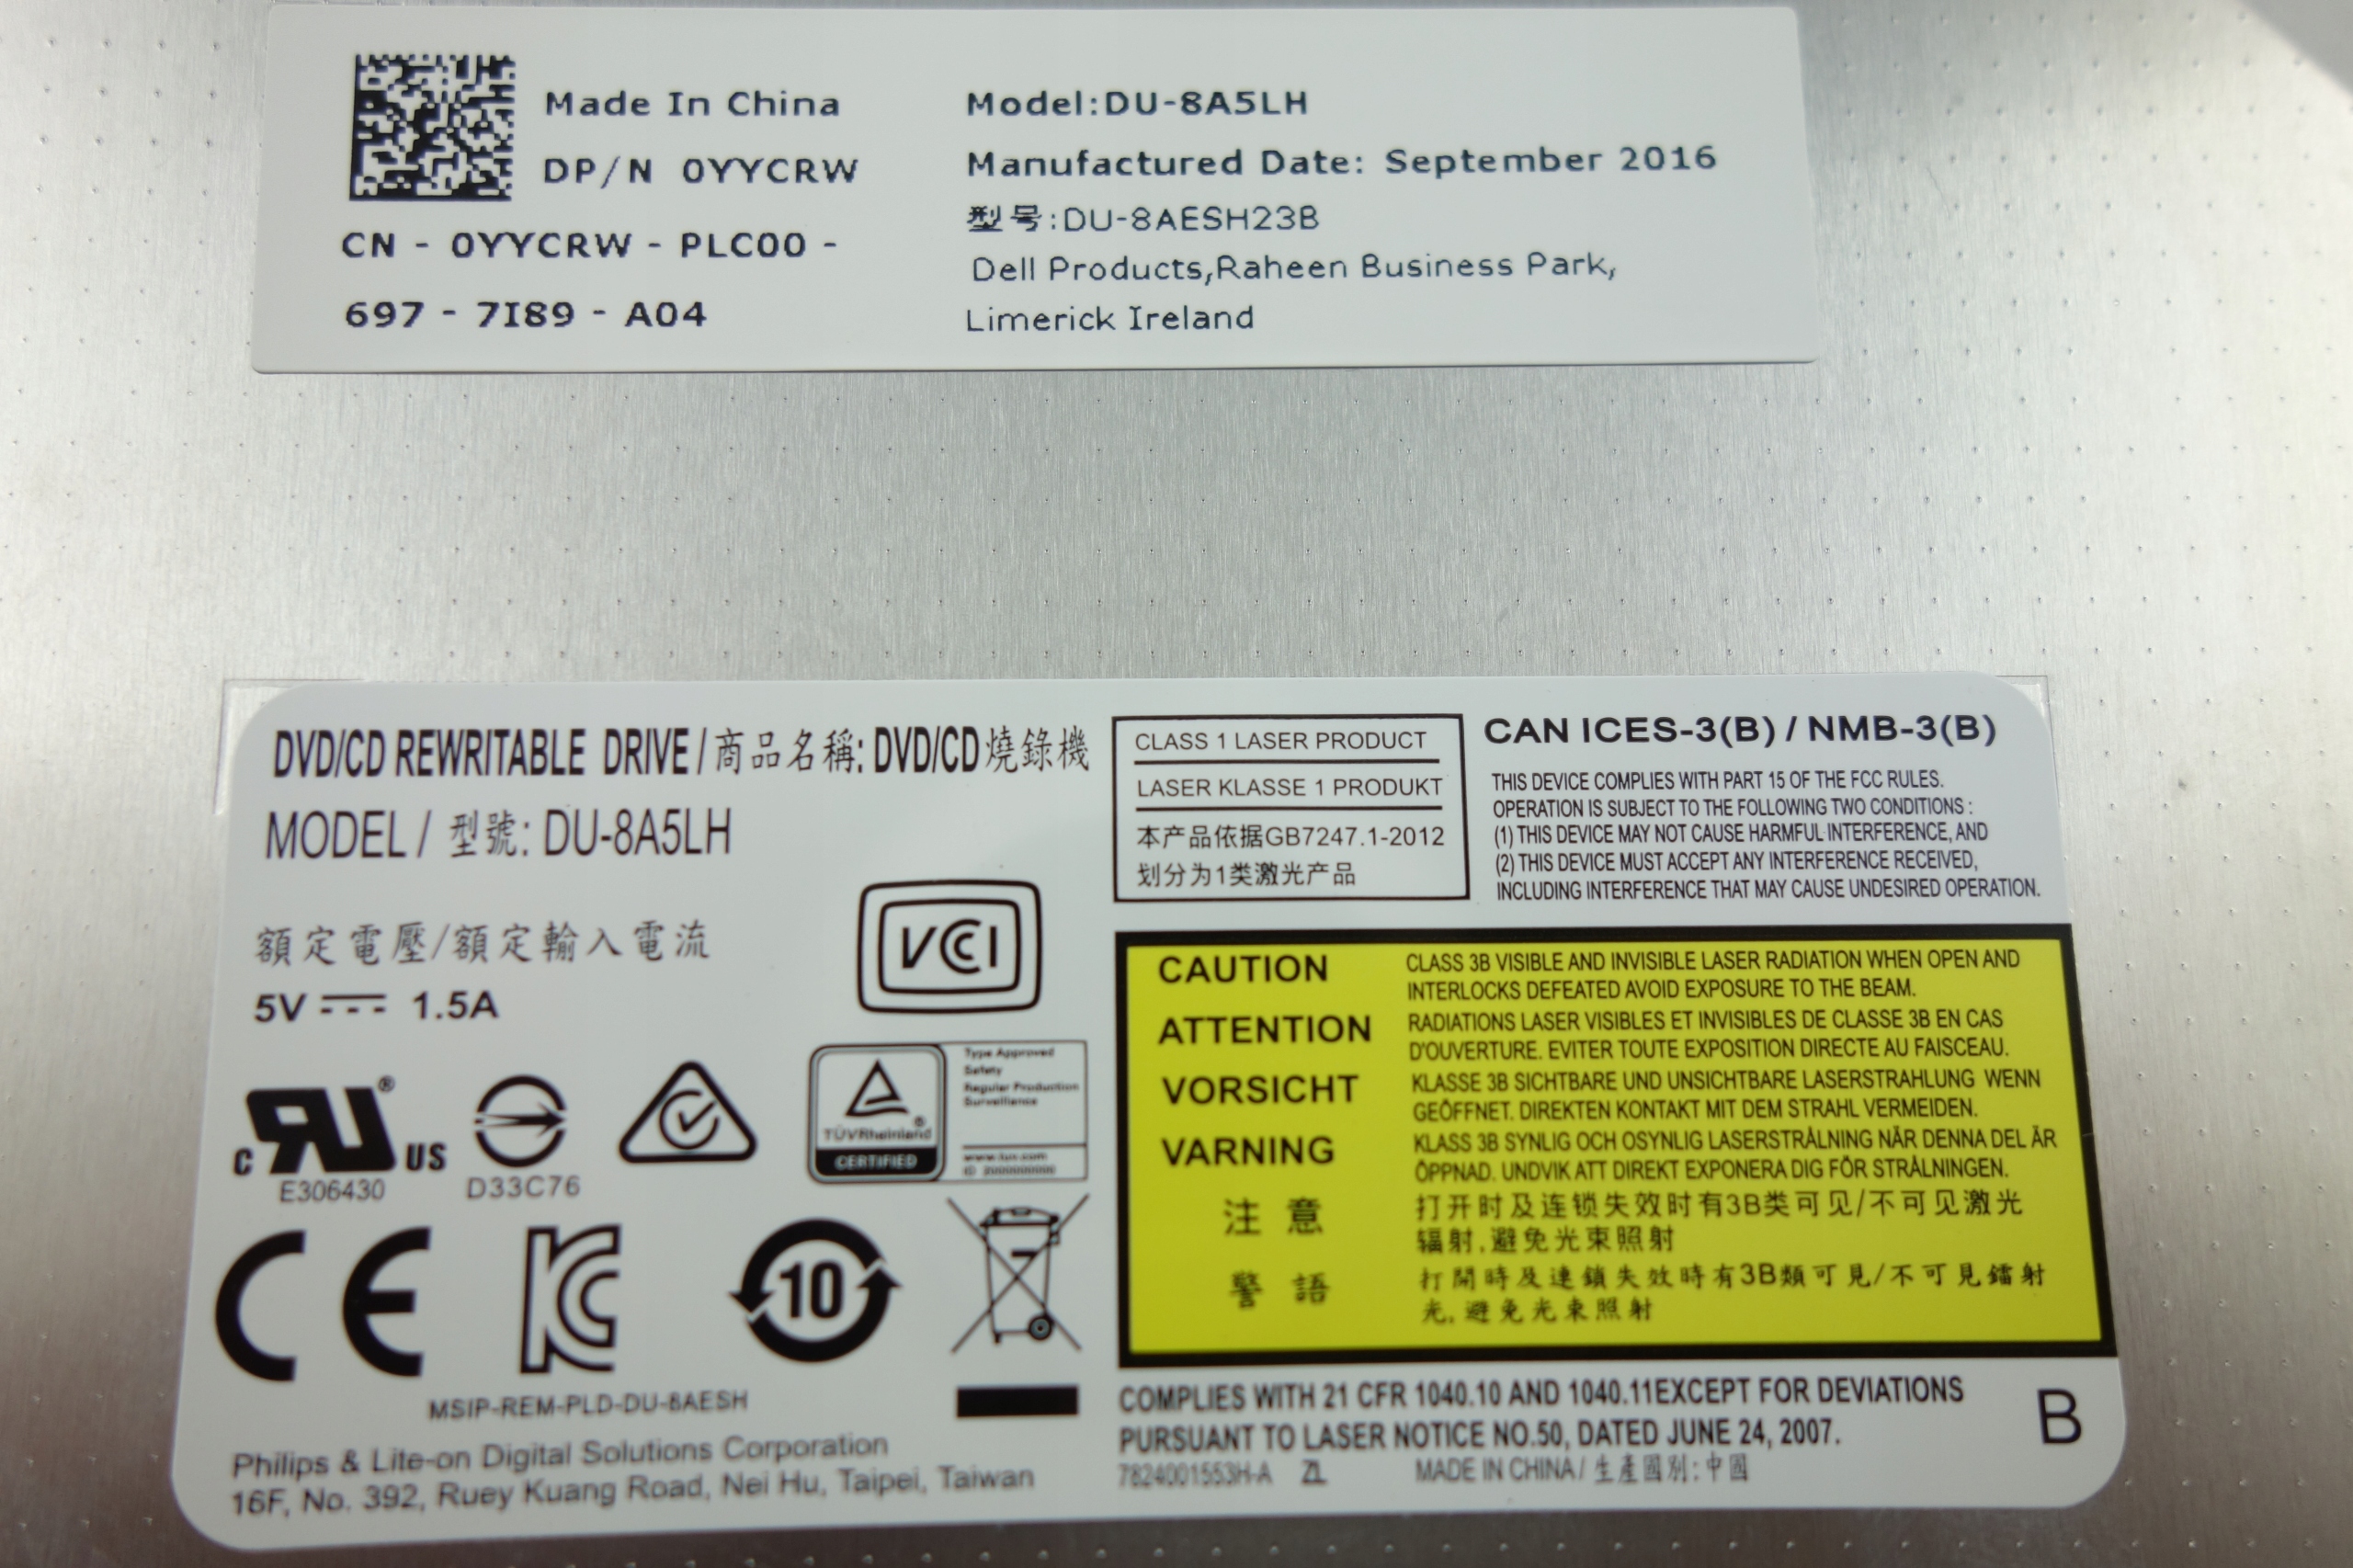 Made In China
DP/N 0YYCRW
CN - 0YYCRW - PLC00 -
697 - 7I89 - A04
Model:DU-8A5LH
Manufactured Date: September 2016
型号:DU-8AESH23B
Dell Products,Raheen Business Park,
Limerick Ireland
DVD/CD REWRITABLE DRIVE / 商品名稱: DVD/CD 燒錄機
MODEL / 型號: DU-8A5LH
額定電壓/額定輸入電流
5V 1.5A
VCCI
C US ®
E306430
D33C76
TÜVRheinland ®
CERTIFIED
Type Approved
Safety
Regular Production
Surveillance
www.tuv.com
ID 2000000000
CE
10
MSIP-REM-PLD-DU-8AESH
Philips & Lite-on Digital Solutions Corporation
16F, No. 392, Ruey Kuang Road, Nei Hu, Taipei, Taiwan
CLASS 1 LASER PRODUCT
LASER KLASSE 1 PRODUKT
本产品依据GB7247.1-2012
划分为1类激光产品
CAN ICES-3(B) / NMB-3(B)
THIS DEVICE COMPLIES WITH PART 15 OF THE FCC RULES.
OPERATION IS SUBJECT TO THE FOLLOWING TWO CONDITIONS :
(1) THIS DEVICE MAY NOT CAUSE HARMFUL INTERFERENCE, AND
(2) THIS DEVICE MUST ACCEPT ANY INTERFERENCE RECEIVED,
INCLUDING INTERFERENCE THAT MAY CAUSE UNDESIRED OPERATION.
CAUTION CLASS 3B VISIBLE AND INVISIBLE LASER RADIATION WHEN OPEN AND
INTERLOCKS DEFEATED AVOID EXPOSURE TO THE BEAM.
ATTENTION RADIATIONS LASER VISIBLES ET INVISIBLES DE CLASSE 3B EN CAS
D'OUVERTURE. EVITER TOUTE EXPOSITION DIRECTE AU FAISCEAU.
VORSICHT KLASSE 3B SICHTBARE UND UNSICHTBARE LASERSTRAHLUNG WENN
GEÖFFNET. DIREKTEN KONTAKT MIT DEM STRAHL VERMEIDEN.
VARNING KLASS 3B SYNLIG OCH OSYNLIG LASERSTRÅLNING NÄR DENNA DEL ÄR
ÖPPNAD. UNDVIK ATT DIREKT EXPONERA DIG FÖR STRÅLNINGEN.
注意 打开时及连锁失效时有3B类可见/不可见激光
辐射,避免光束照射
警語 打開時及連鎖失效時有3B類可見/不可見鐳射
光,避免光束照射
COMPLIES WITH 21 CFR 1040.10 AND 1040.11EXCEPT FOR DEVIATIONS
PURSUANT TO LASER NOTICE NO.50, DATED JUNE 24, 2007.
B
7824001553H-A ZL MADE IN CHINA / 生產國別:中國